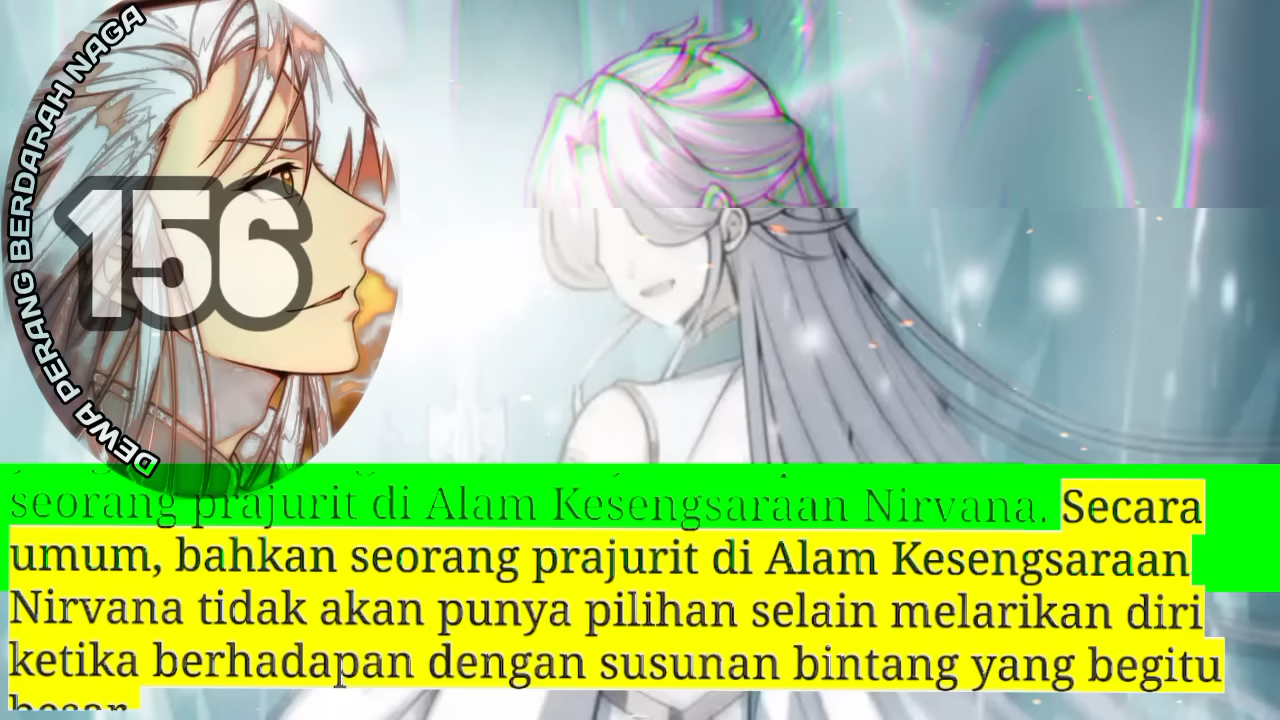 DEWA PERANG BERDARAH NAGA
156
seorang prajurit di Alam Kesengsaraan Nirvana. Secara
umum, bahkan seorang prajurit di Alam Kesengsaraan
Nirvana tidak akan punya pilihan selain melarikan diri
ketika berhadapan dengan susunan bintang yang begitu
besar.